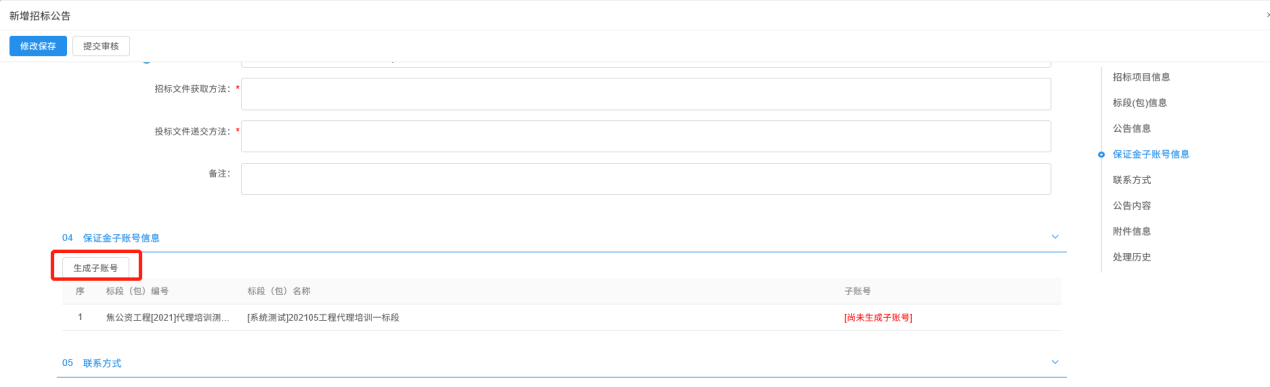 新增招标公告
修改保存 提交审核
招标文件获取方法：*
投标文件递交方法：*
备注：
04 保证金子账号信息
生成子账号
序 标段（包）编号 标段（包）名称 子账号
1 焦公资工程[2021]代理培训测... [系统测试]202105工程代理培训一标段 [尚未生成子账号]
05 联系方式
招标项目信息
标段(包)信息
公告信息
保证金子账号信息
联系方式
公告内容
附件信息
处理历史